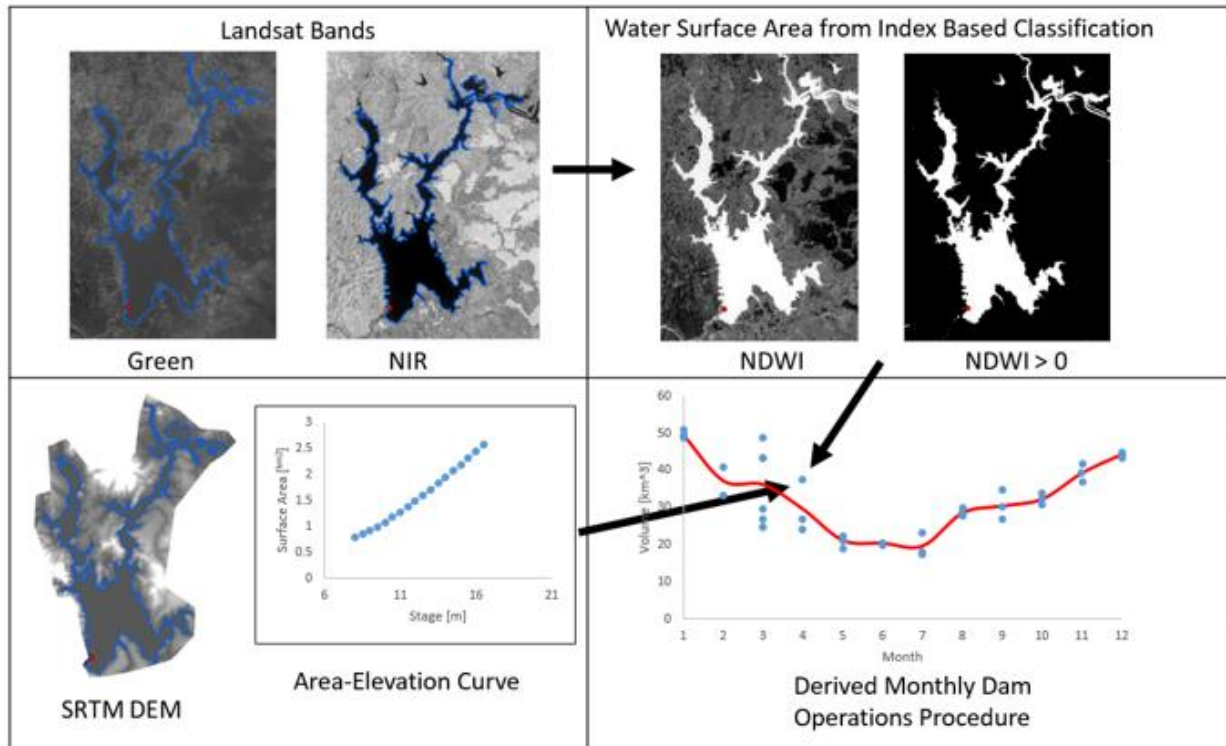 Landsat Bands
Green
NIR
Water Surface Area from Index Based Classification
NDWI
NDWI > 0
SRTM DEM
3
2.5
2
1.5
1
0.5
0
Surface Area [km2]
6
11
16
21
Stage [m]
Area-Elevation Curve
60
50
40
30
20
10
0
Volume [km^3]
1
2
3
4
5
6
7
8
9
10
11
12
Month
Derived Monthly Dam
Operations Procedure